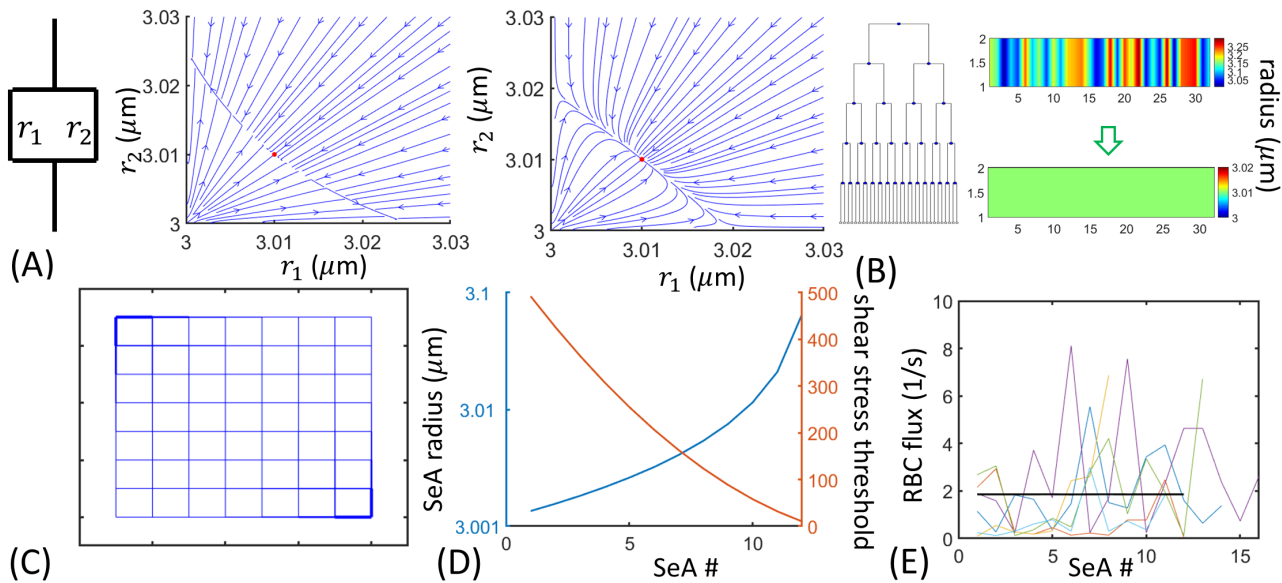 r₁ r₂
(A)
3.03
3.02
3.01
3
r₂ (μm)
3 3.01 3.02 3.03
r₁ (μm)
3.03
3.02
3.01
3
r₂ (μm)
3 3.01 3.02 3.03
r₁ (μm)
(B)
2
1.5
1
5 10 15 20 25 30
3.25
3.2
3.15
3.1
3.05
2
1.5
1
5 10 15 20 25 30
3.02
3.01
3
radius (μm)
(C)
(D)
3.1
3.01
3.001
SeA radius (μm)
0 5 10
SeA #
500
400
300
200
100
0
shear stress threshold
(E)
10
8
6
4
2
0
RBC flux (1/s)
0 5 10 15
SeA #